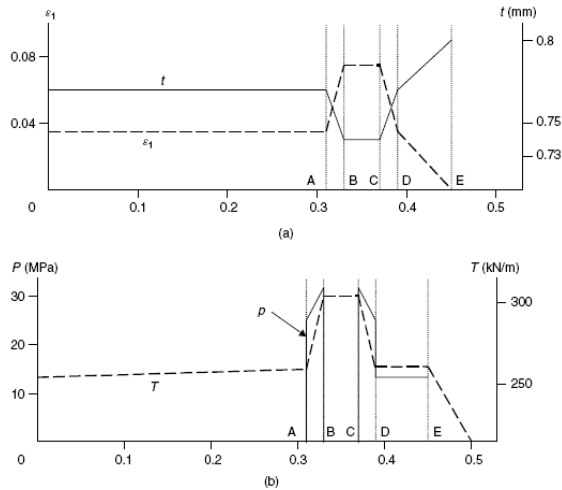 ε1 t (mm)
0.8
0.08
t
0.75
0.04
ε1
0.73
A B C D E
0 0.1 0.2 0.3 0.4 0.5
(a)
P (MPa) T (kN/m)
30 300
p
20
T 250
10
A B C D E
0 0.1 0.2 0.3 0.4 0.5
(b)